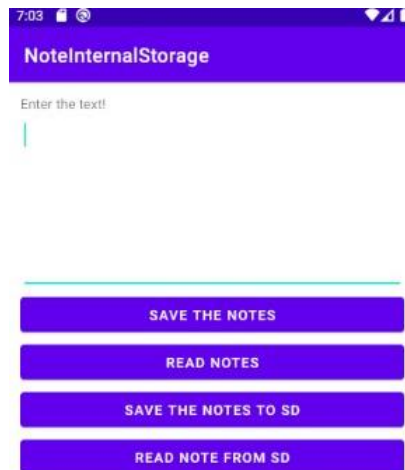 7:03
NoteInternalStorage
Enter the text!
SAVE THE NOTES
READ NOTES
SAVE THE NOTES TO SD
READ NOTE FROM SD